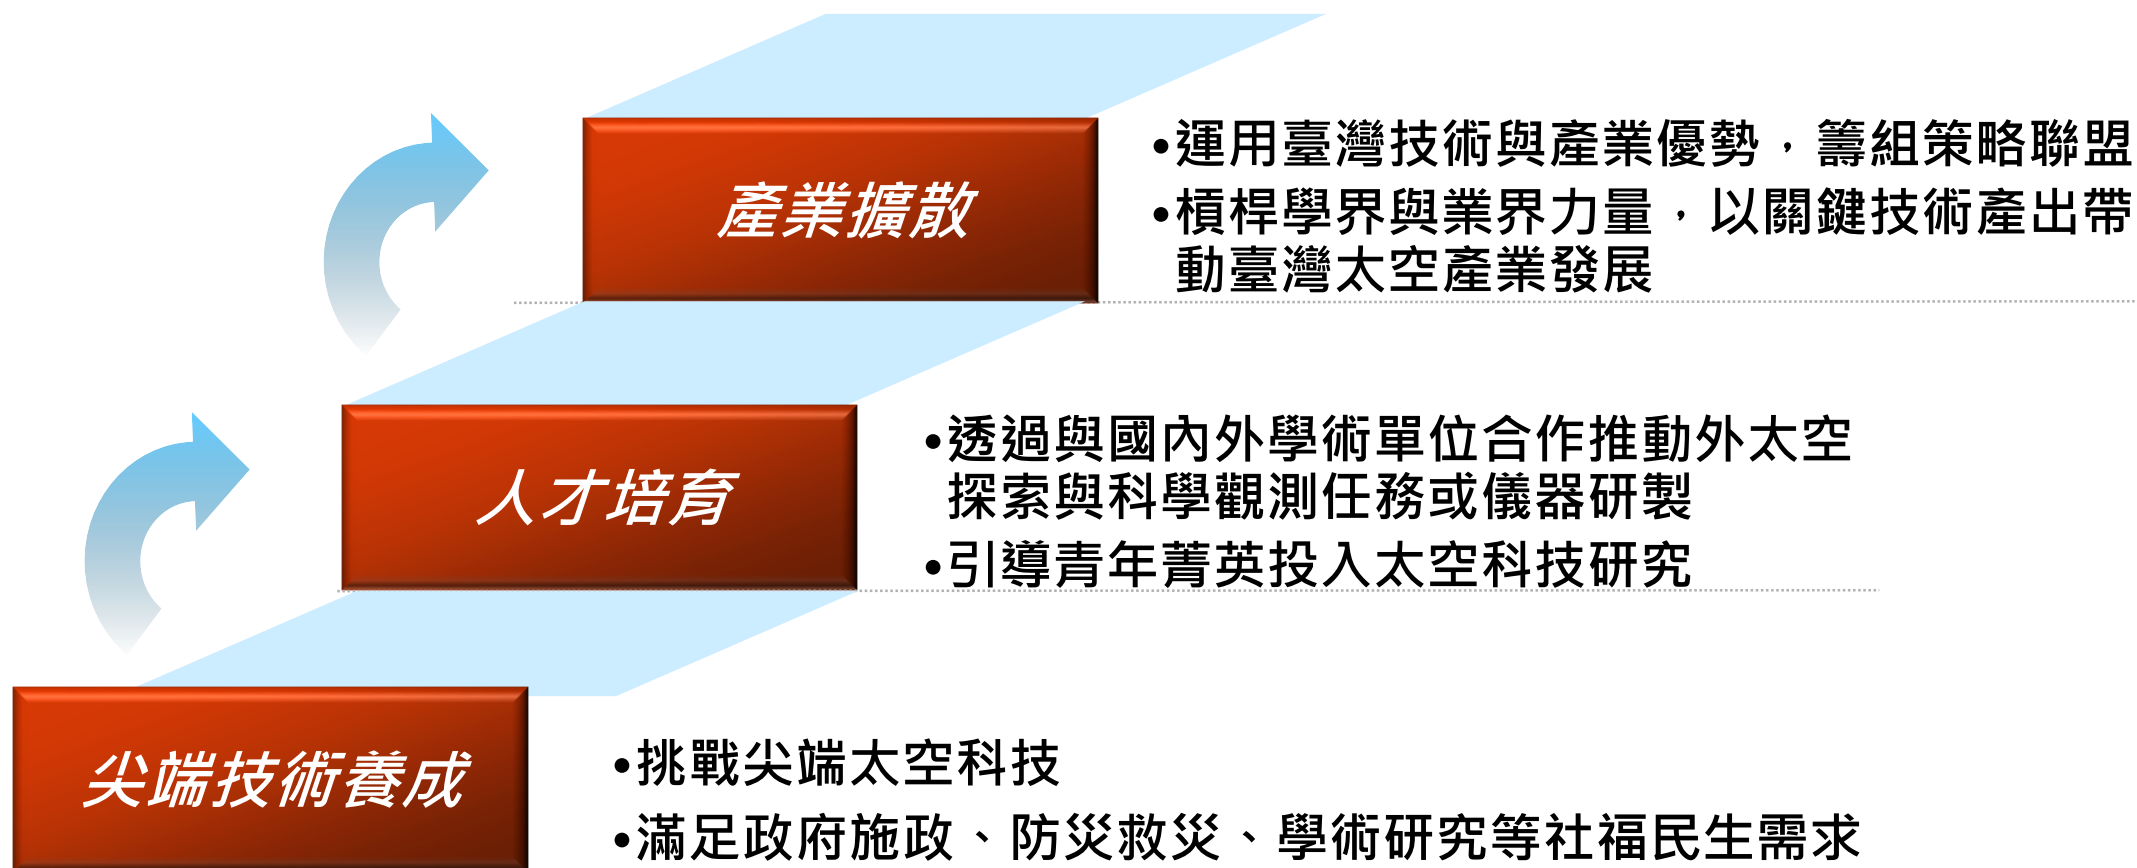 產業擴散
•運用臺灣技術與產業優勢，籌組策略聯盟
•槓桿學界與業界力量，以關鍵技術產出帶
動臺灣太空產業發展
人才培育
•透過與國內外學術單位合作推動外太空
探索與科學觀測任務或儀器研製
•引導青年菁英投入太空科技研究
尖端技術養成
•挑戰尖端太空科技
•滿足政府施政、防災救災、學術研究等社福民生需求